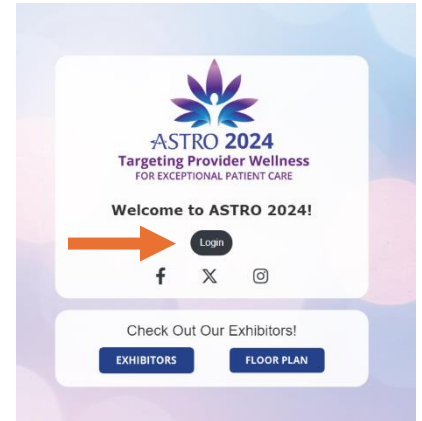 ASTRO 2024
Targeting Provider Wellness
FOR EXCEPTIONAL PATIENT CARE
Welcome to ASTRO 2024!
Login
Check Out Our Exhibitors!
EXHIBITORS FLOOR PLAN